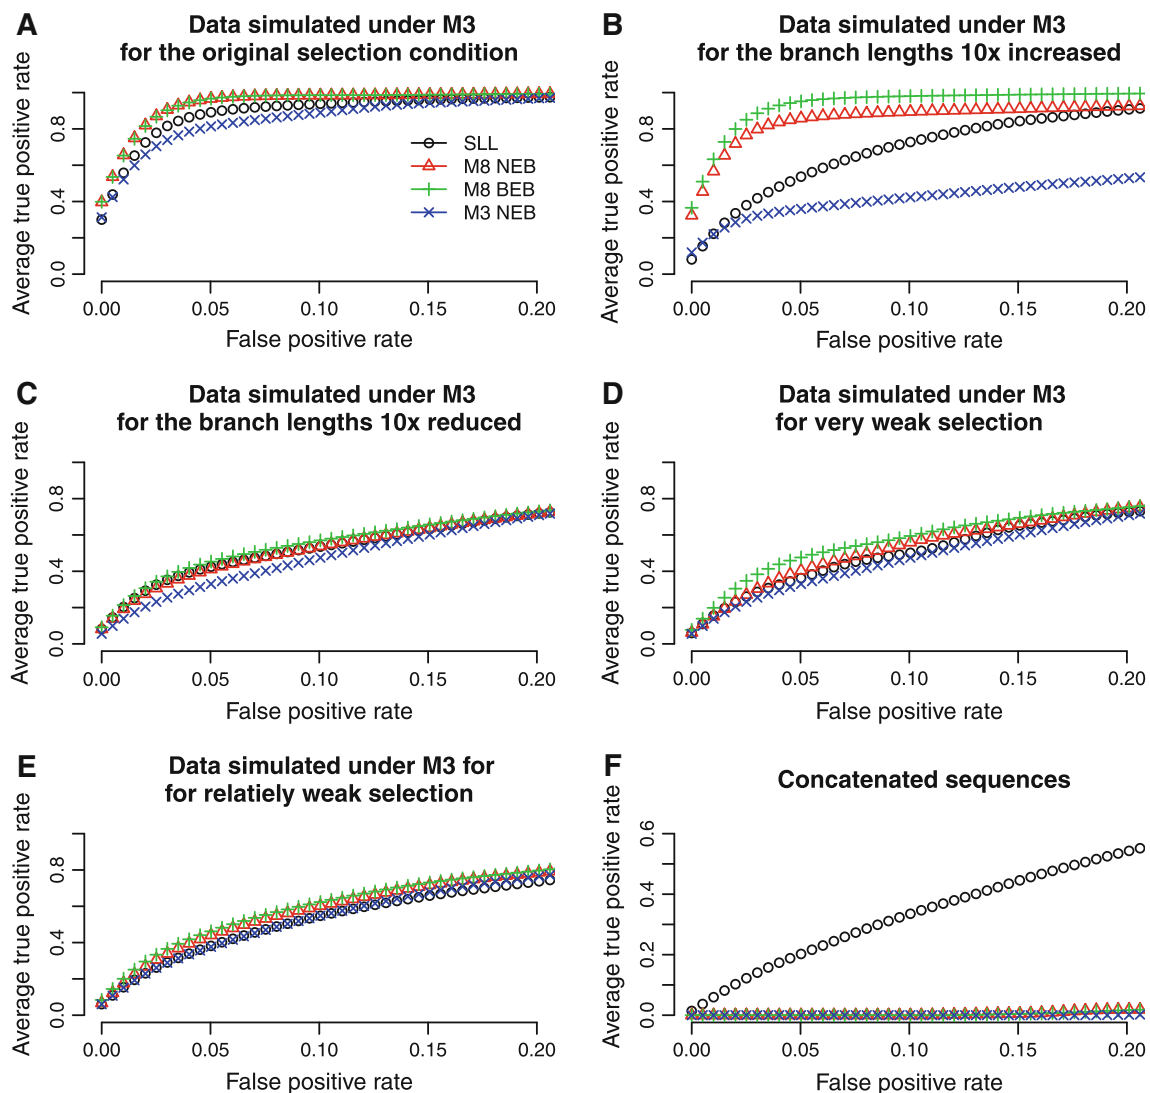 A
Data simulated under M3
for the original selection condition
Average true positive rate
0.8
0.4
0.0
SLL
M8 NEB
M8 BEB
M3 NEB
0.00 0.05 0.10 0.15 0.20
False positive rate
B
Data simulated under M3
for the branch lengths 10x increased
Average true positive rate
0.8
0.4
0.0
0.00 0.05 0.10 0.15 0.20
False positive rate
C
Data simulated under M3
for the branch lengths 10x reduced
Average true positive rate
0.8
0.4
0.0
0.00 0.05 0.10 0.15 0.20
False positive rate
D
Data simulated under M3
for very weak selection
Average true positive rate
0.8
0.4
0.0
0.00 0.05 0.10 0.15 0.20
False positive rate
E
Data simulated under M3 for
for relatiely weak selection
Average true positive rate
0.8
0.4
0.0
0.00 0.05 0.10 0.15 0.20
False positive rate
F
Concatenated sequences
Average true positive rate
0.6
0.4
0.2
0.0
0.00 0.05 0.10 0.15 0.20
False positive rate